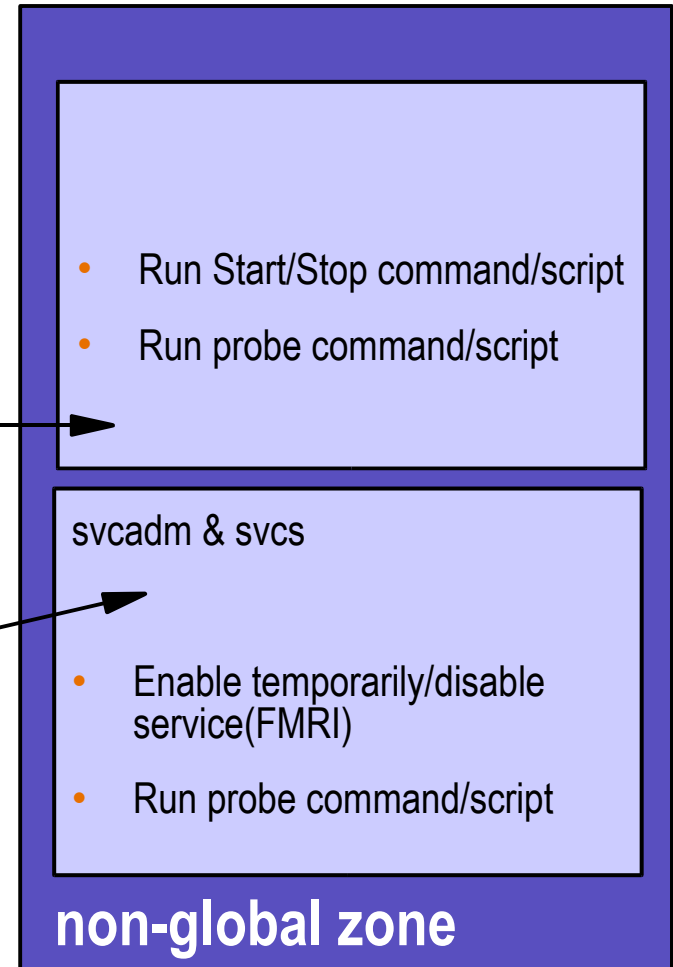 • Run Start/Stop command/script
• Run probe command/script
svcadm & svcs
• Enable temporarily/disable
service(FMRI)
• Run probe command/script
non-global zone